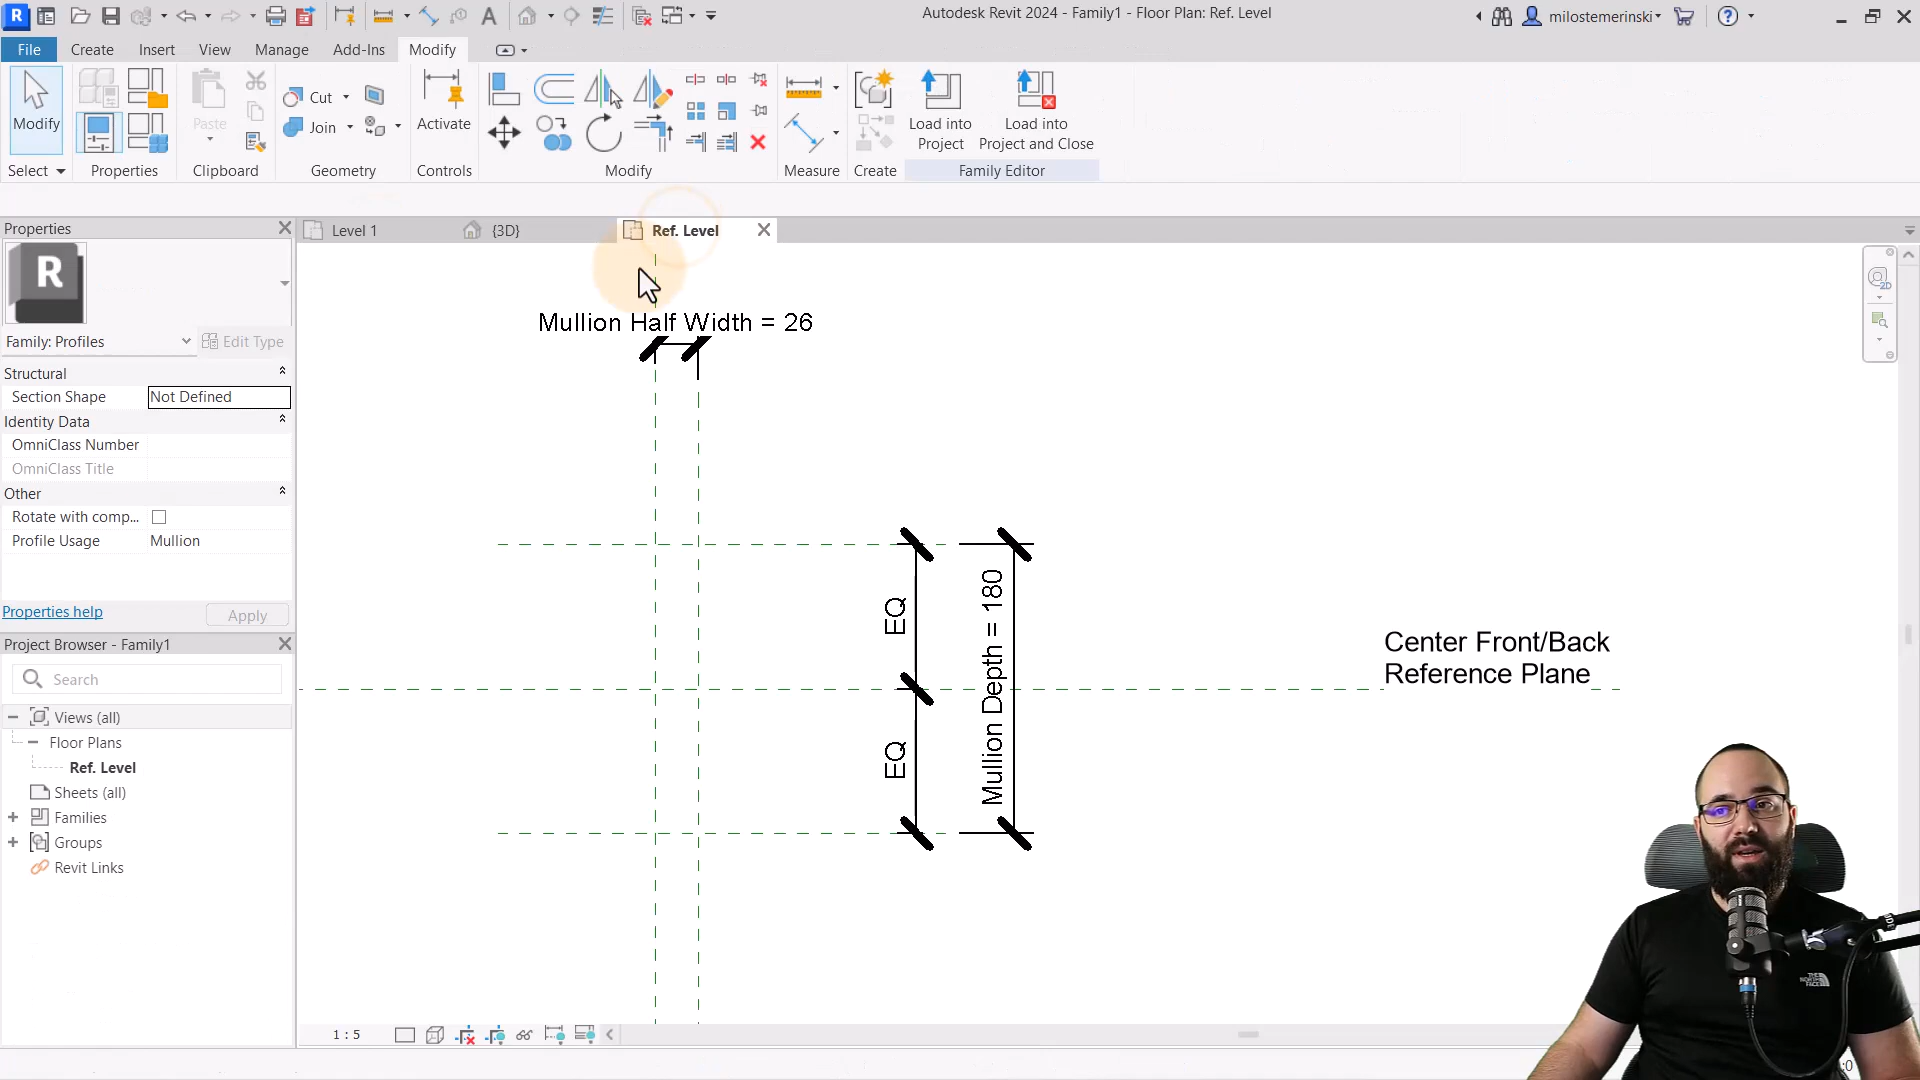 Autodesk Revit 2024 - Family1 - Floor Plan: Ref. Level
milostemerinski
File
Create
Insert
View
Manage
Add-Ins
Modify
Modify
Paste
Cut
Join
Activate
Load into
Project
Load into
Project and Close
Select
Properties
Clipboard
Geometry
Controls
Modify
Measure
Create
Family Editor
Properties
Level 1
{3D}
Ref. Level
R
Family: Profiles
Edit Type
Structural
Section Shape
Not Defined
Identity Data
OmniClass Number
OmniClass Title
Other
Rotate with comp...
Profile Usage
Mullion
Properties help
Apply
Project Browser - Family1
Search
Views (all)
Floor Plans
Ref. Level
Sheets (all)
Families
Groups
Revit Links
Mullion Half Width = 26
EQ
EQ
Mullion Depth = 180
Center Front/Back
Reference Plane
2D
1 : 5
THE
NORTH
FACE